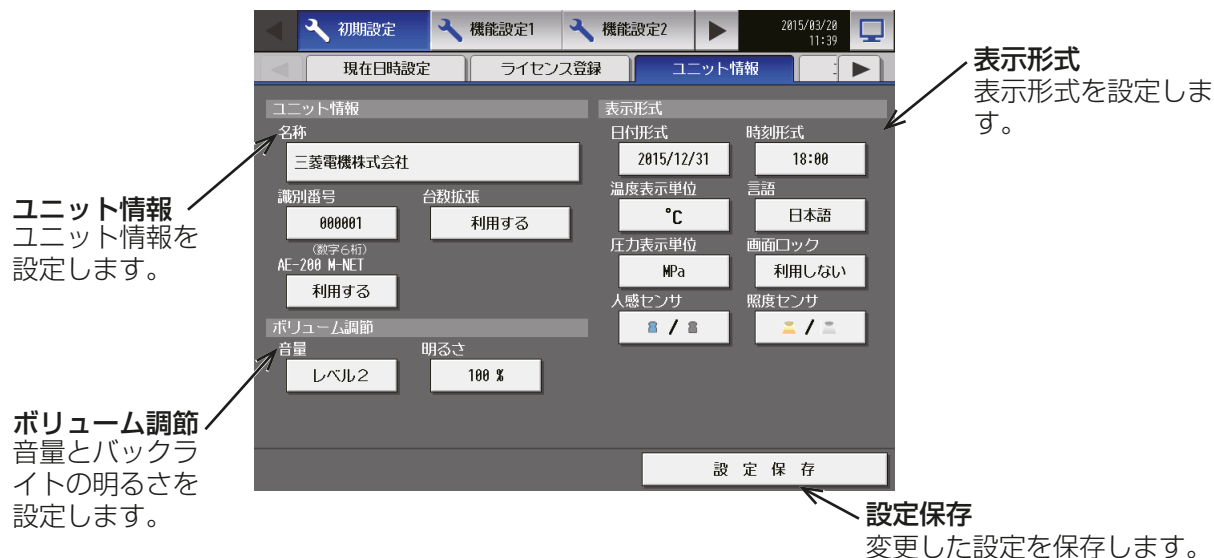 初期設定
機能設定1
機能設定2
2015/03/20
11:39
現在日時設定
ライセンス登録
ユニット情報
ユニット情報
名称
三菱電機株式会社
識別番号
台数拡張
000001
利用する
(数字6桁)
AE-200 M-NET
利用する
ボリューム調節
音量
明るさ
レベル2
100 %
表示形式
日付形式
時刻形式
2015/12/31
18:00
温度表示単位
言語
℃
日本語
圧力表示単位
画面ロック
MPa
利用しない
人感センサ
照度センサ
/
/
設定保存
ユニット情報
ユニット情報を
設定します。
ボリューム調節
音量とバックラ
イトの明るさを
設定します。
表示形式
表示形式を設定しま
す。
設定保存
変更した設定を保存します。